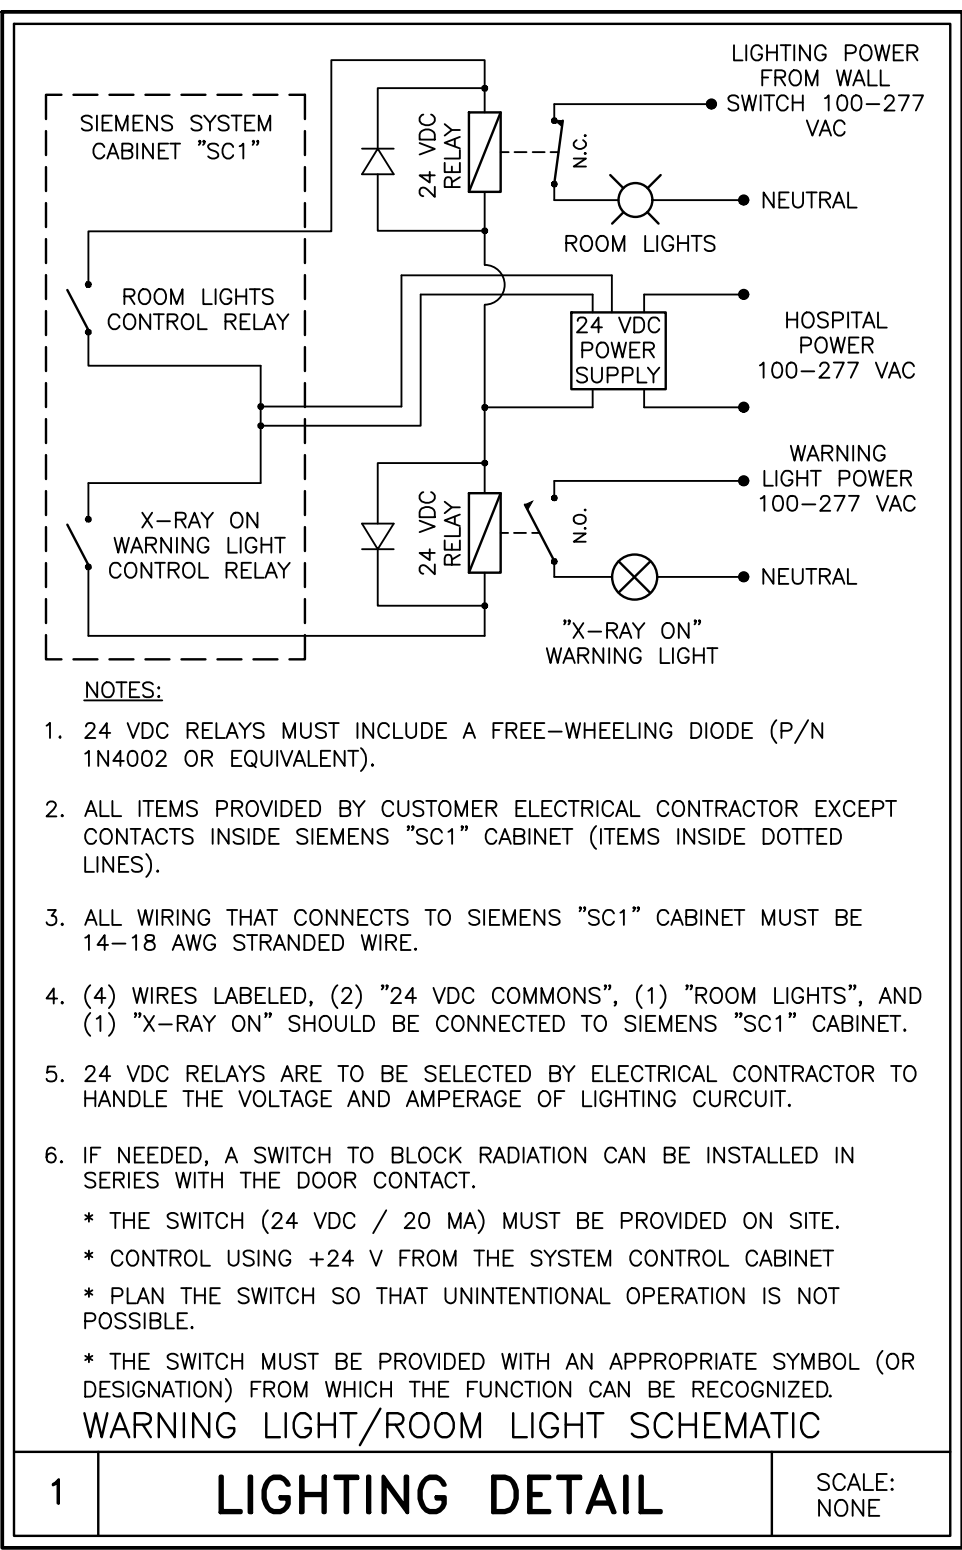 LIGHTING POWER
FROM WALL
SWITCH 100-277
VAC
SIEMENS SYSTEM
CABINET "SC1"
24 VDC
RELAY
N.C.
NEUTRAL
ROOM LIGHTS
ROOM LIGHTS
CONTROL RELAY
24 VDC
POWER
SUPPLY
HOSPITAL
POWER
100-277 VAC
WARNING
LIGHT POWER
100-277 VAC
X-RAY ON
WARNING LIGHT
CONTROL RELAY
24 VDC
RELAY
N.O.
NEUTRAL
"X-RAY ON"
WARNING LIGHT
NOTES:
1. 24 VDC RELAYS MUST INCLUDE A FREE-WHEELING DIODE (P/N
1N4002 OR EQUIVALENT).
2. ALL ITEMS PROVIDED BY CUSTOMER ELECTRICAL CONTRACTOR EXCEPT
CONTACTS INSIDE SIEMENS "SC1" CABINET (ITEMS INSIDE DOTTED
LINES).
3. ALL WIRING THAT CONNECTS TO SIEMENS "SC1" CABINET MUST BE
14-18 AWG STRANDED WIRE.
4. (4) WIRES LABELED, (2) "24 VDC COMMONS", (1) "ROOM LIGHTS", AND
(1) "X-RAY ON" SHOULD BE CONNECTED TO SIEMENS "SC1" CABINET.
5. 24 VDC RELAYS ARE TO BE SELECTED BY ELECTRICAL CONTRACTOR TO
HANDLE THE VOLTAGE AND AMPERAGE OF LIGHTING CURCUIT.
6. IF NEEDED, A SWITCH TO BLOCK RADIATION CAN BE INSTALLED IN
SERIES WITH THE DOOR CONTACT.
* THE SWITCH (24 VDC / 20 MA) MUST BE PROVIDED ON SITE.
* CONTROL USING +24 V FROM THE SYSTEM CONTROL CABINET
* PLAN THE SWITCH SO THAT UNINTENTIONAL OPERATION IS NOT
POSSIBLE.
* THE SWITCH MUST BE PROVIDED WITH AN APPROPRIATE SYMBOL (OR
DESIGNATION) FROM WHICH THE FUNCTION CAN BE RECOGNIZED.
WARNING LIGHT/ROOM LIGHT SCHEMATIC
1
LIGHTING DETAIL
SCALE:
NONE